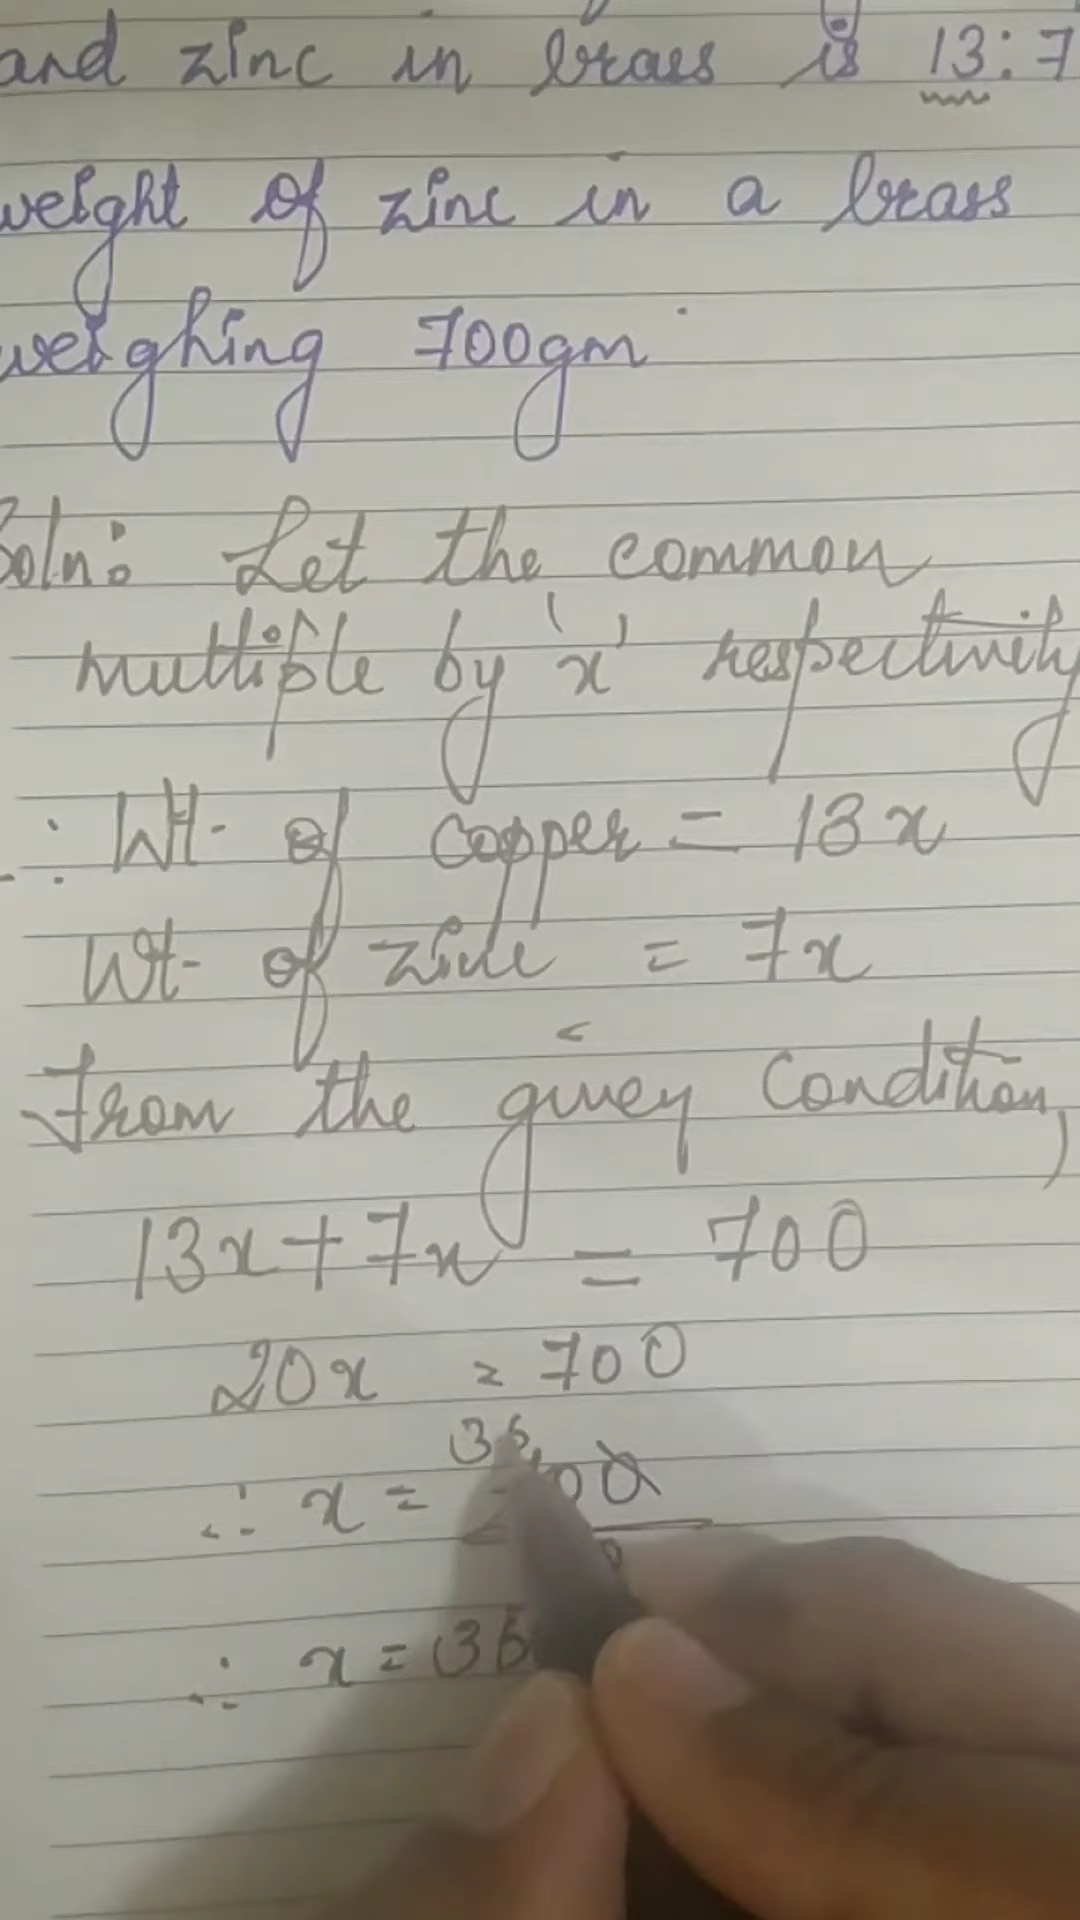 and zinc in brass is 13:7
weight of zinc in a brass
weighing 700gm
Soln: Let the common
multiple by 'x' respectively
∴ Wt. of copper = 13x
Wt. of zinc = 7x
From the given condition,
13x+7x = 700
20x = 700
35
∴ x = 700
∴ x = 35